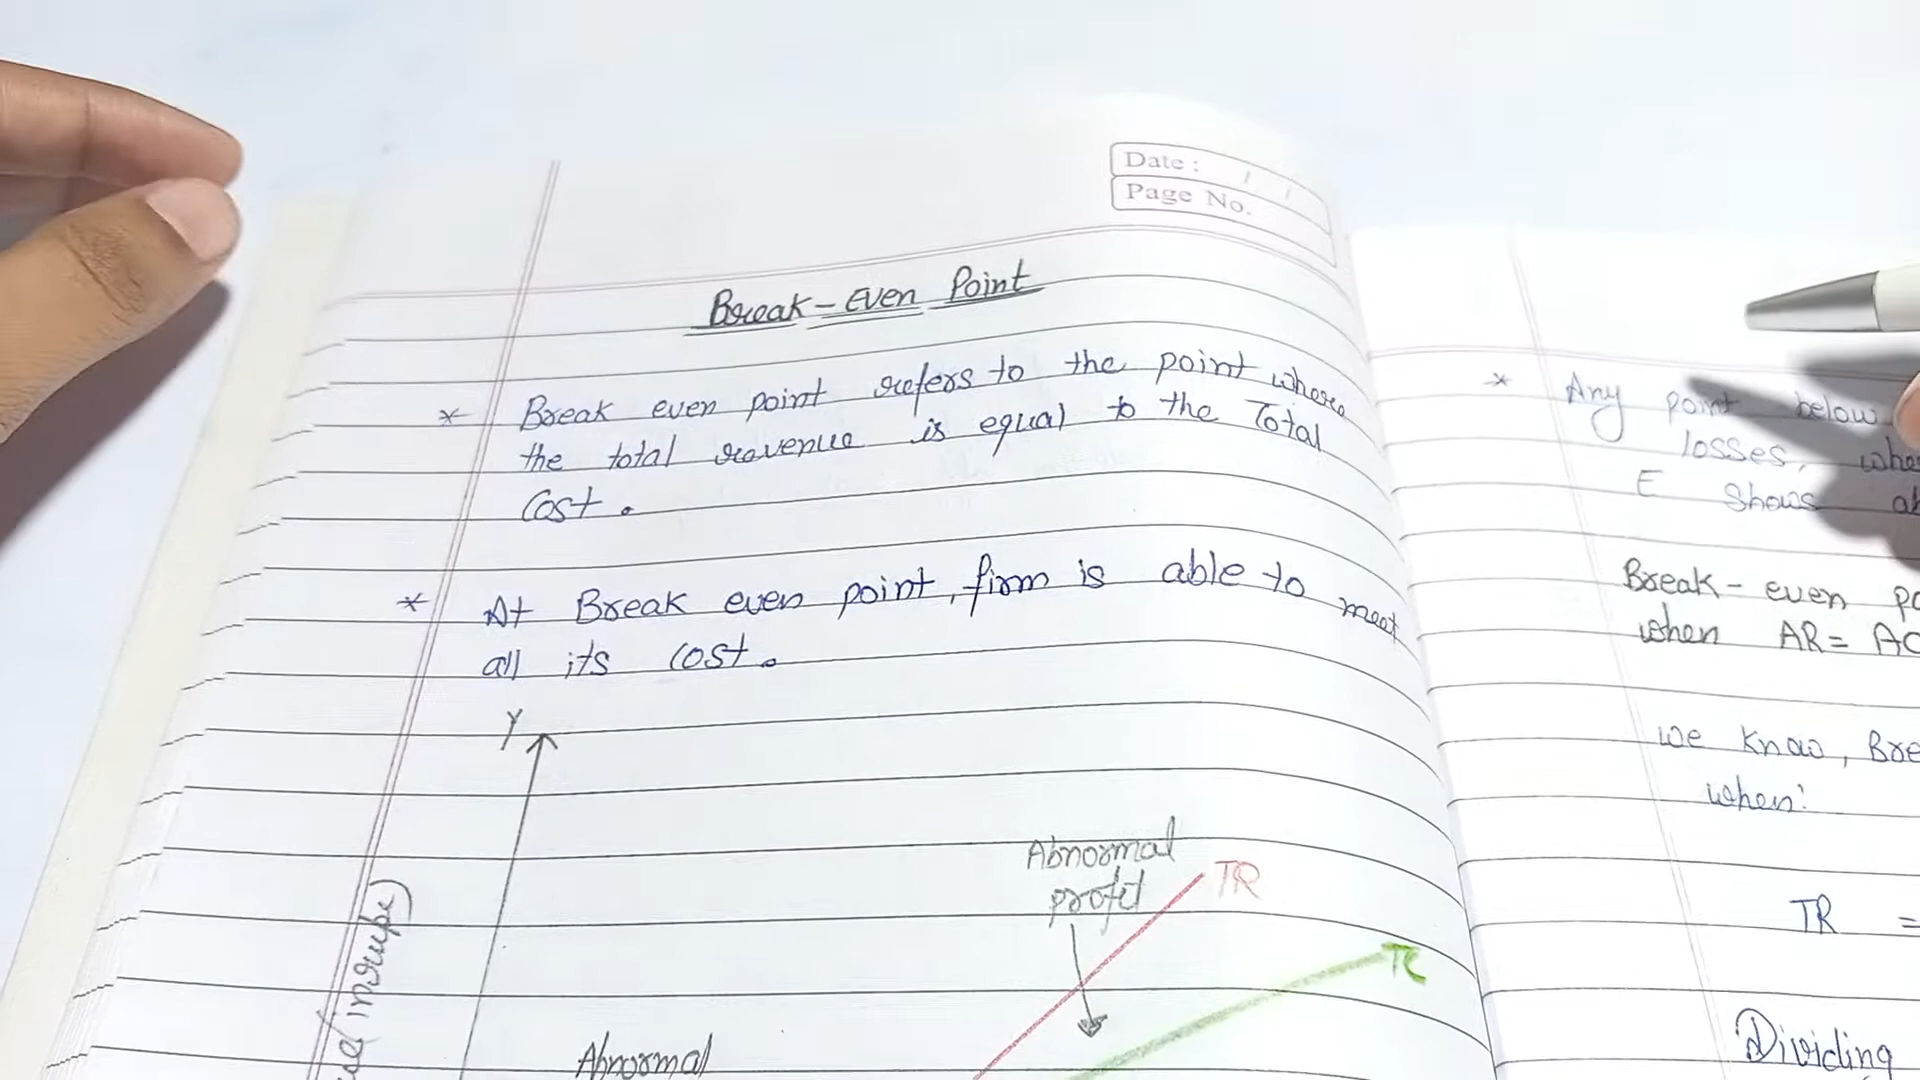 Date : / /
Page No.
Break-Even Point
* Break even point refers to the point where
the total revenue is equal to the Total
Cost.
* At Break even point, firm is able to meet
all its cost.
Y
Abnormal
profit
TR
TC
Abnormal
* Any point below
losses,
E shows
Break-even
when AR=
we know,
when:
TR =
Dividing